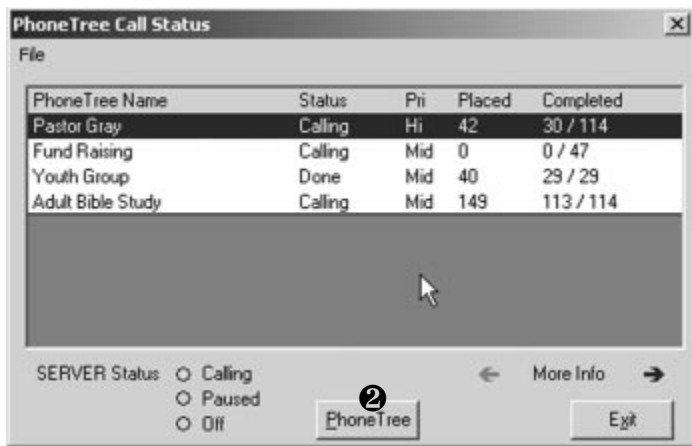 PhoneTree Call Status
File
PhoneTree Name Status Pri Placed Completed
Pastor Gray Calling Hi 42 30 / 114
Fund Raising Calling Mid 0 0 / 47
Youth Group Done Mid 40 29 / 29
Adult Bible Study Calling Mid 149 113 / 114
SERVER Status Calling More Info
Paused
Off
❷
PhoneTree Exit